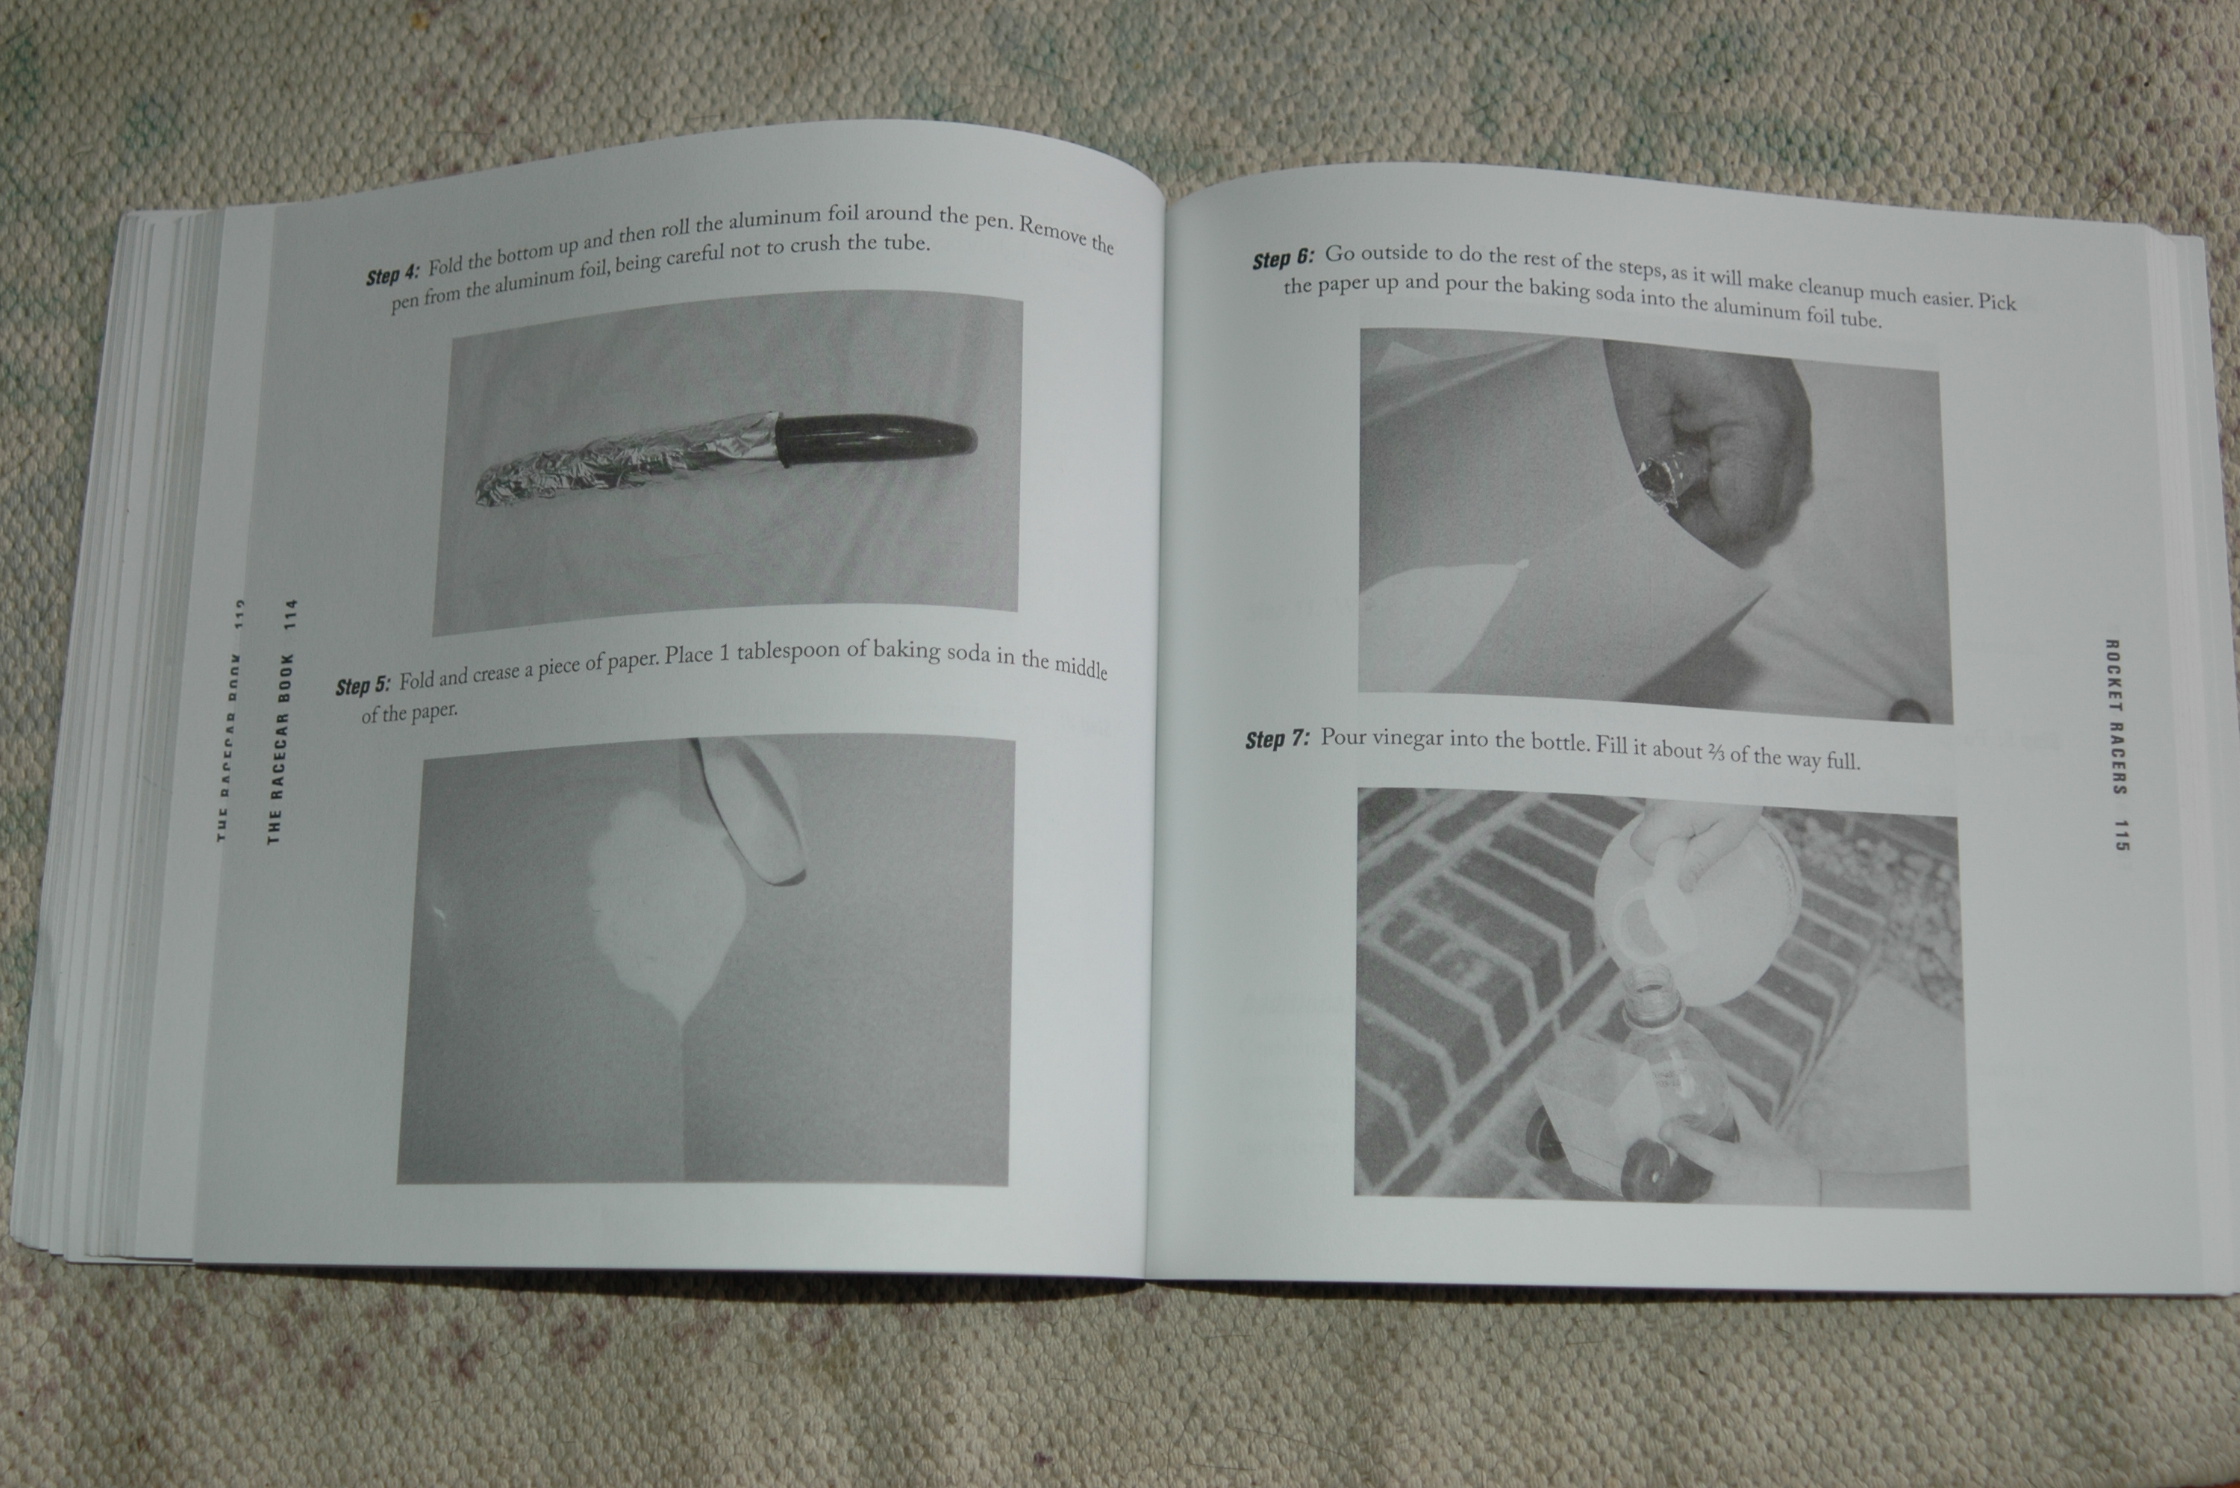 Step 4: Fold the bottom up and then roll the aluminum foil around the pen. Remove the
pen from the aluminum foil, being careful not to crush the tube.
Step 5: Fold and crease a piece of paper. Place 1 tablespoon of baking soda in the middle
of the paper.
THE RACECAR BOOK 114
Step 6: Go outside to do the rest of the steps, as it will make cleanup much easier. Pick
the paper up and pour the baking soda into the aluminum foil tube.
Step 7: Pour vinegar into the bottle. Fill it about ⅔ of the way full.
ROCKET RACERS 115